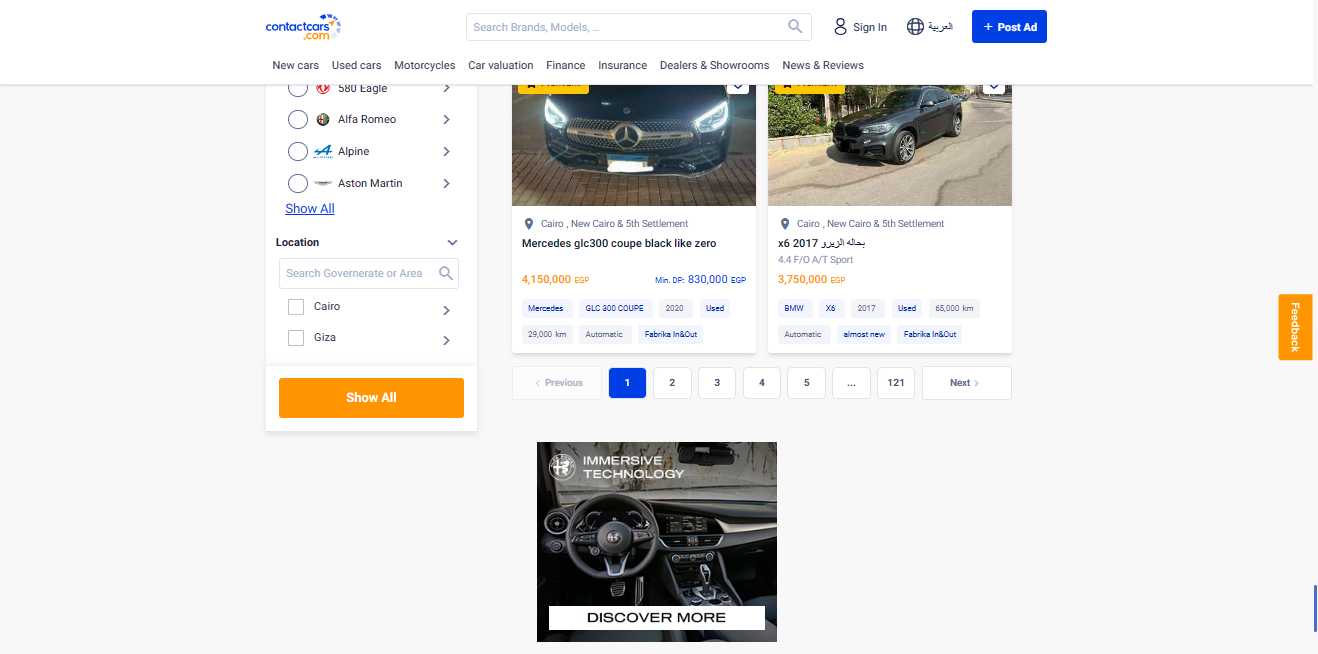 contactcars
.com
Search Brands, Models, ...
Sign In
العربية
+ Post Ad
New cars
Used cars
Motorcycles
Car valuation
Finance
Insurance
Dealers & Showrooms
News & Reviews
580 Eagle
Alfa Romeo
Alpine
Aston Martin
Show All
Location
Search Governerate or Area
Cairo
Giza
Show All
Cairo , New Cairo & 5th Settlement
Mercedes glc300 coupe black like zero
4,150,000 EGP
Min. DP: 830,000 EGP
Mercedes
GLC 300 COUPE
2020
Used
29,000 km
Automatic
Fabrika In&Out
Cairo , New Cairo & 5th Settlement
x6 2017 بحاله الزيرو
4.4 F/O A/T Sport
3,750,000 EGP
BMW
X6
2017
Used
65,000 km
Automatic
almost new
Fabrika In&Out
‹ Previous
1
2
3
4
5
...
121
Next ›
IMMERSIVE
TECHNOLOGY
DISCOVER MORE
Feedback